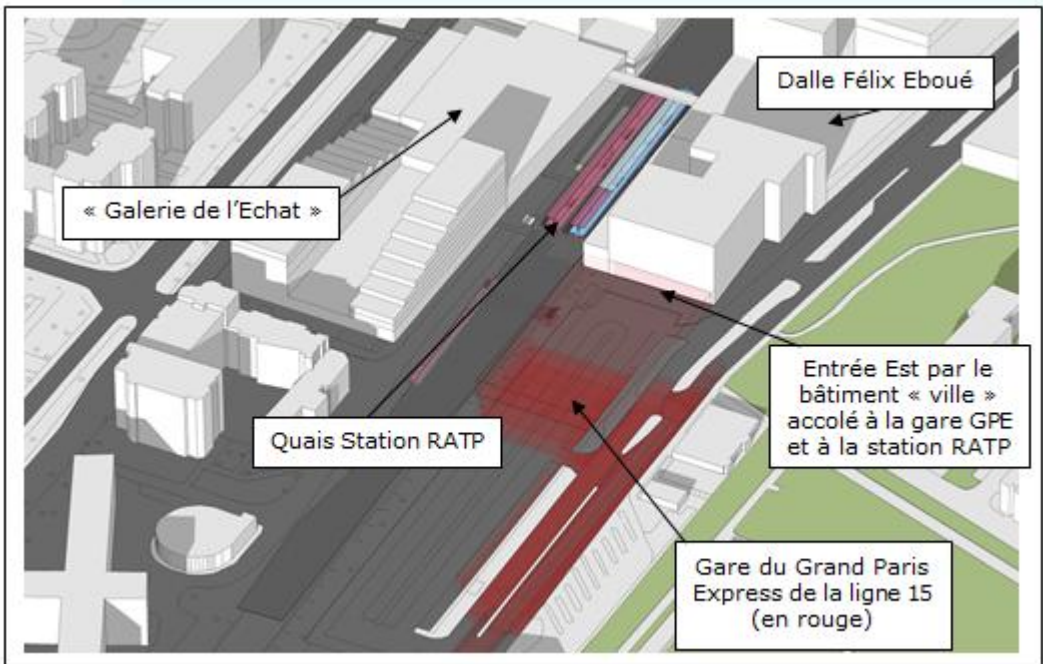 Dalle Félix Eboué
« Galerie de l’Echat »
Quais Station RATP
Entrée Est par le
bâtiment « ville »
accolé à la gare GPE
et à la station RATP
Gare du Grand Paris
Express de la ligne 15
(en rouge)